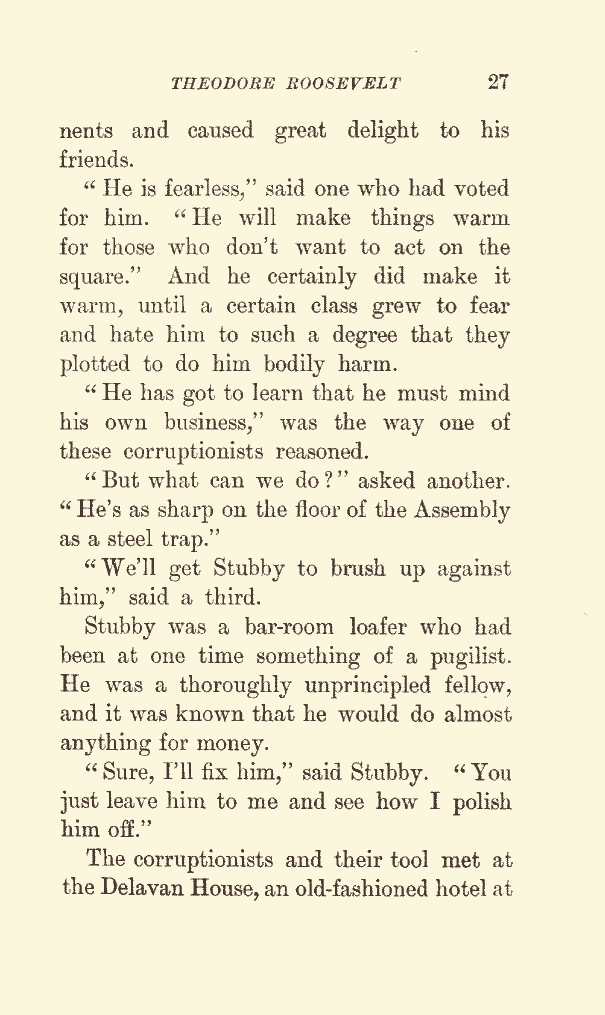 THEODORE ROOSEVELT 27
nents and caused great delight to his
friends.
“He is fearless,” said one who had voted
for him. “He will make things warm
for those who don’t want to act on the
square.” And he certainly did make it
warm, until a certain class grew to fear
and hate him to such a degree that they
plotted to do him bodily harm.
“He has got to learn that he must mind
his own business,” was the way one of
these corruptionists reasoned.
“But what can we do?” asked another.
“He’s as sharp on the floor of the Assembly
as a steel trap.”
“We’ll get Stubby to brush up against
him,” said a third.
Stubby was a bar-room loafer who had
been at one time something of a pugilist.
He was a thoroughly unprincipled fellow,
and it was known that he would do almost
anything for money.
“Sure, I’ll fix him,” said Stubby. “You
just leave him to me and see how I polish
him off.”
The corruptionists and their tool met at
the Delavan House, an old-fashioned hotel at